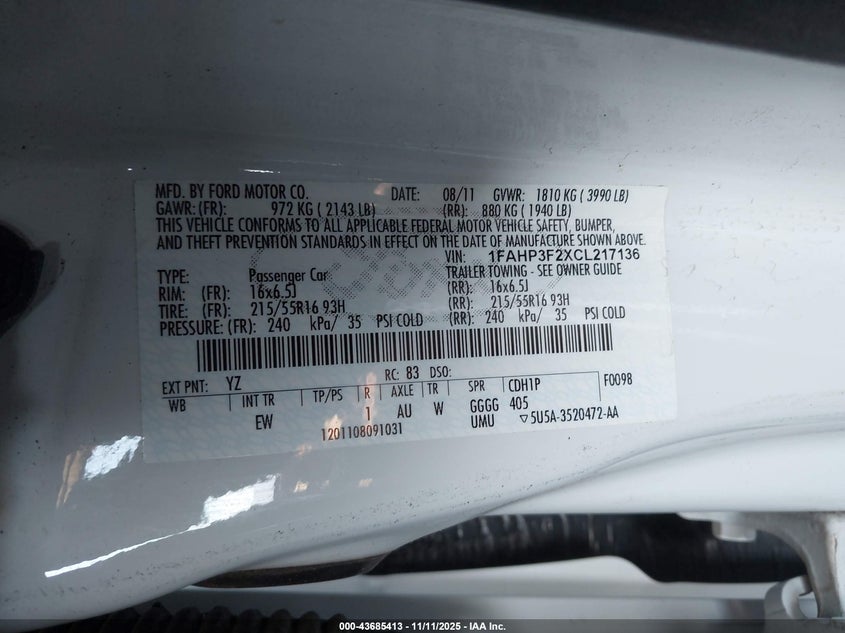 MFD. BY FORD MOTOR CO. DATE: 08/11 GVWR: 1810 KG ( 3990 LB)
GAWR: (FR): 972 KG ( 2143 LB) (RR): 880 KG ( 1940 LB)
THIS VEHICLE CONFORMS TO ALL APPLICABLE FEDERAL MOTOR VEHICLE SAFETY, BUMPER,
AND THEFT PREVENTION STANDARDS IN EFFECT ON THE DATE OF MANUFACTURE SHOWN ABOVE.
VIN: 1FAHP3F2XCL217136
TYPE: Passenger Car TRAILER TOWING - SEE OWNER GUIDE
RIM: (FR): 16x6.5J (RR): 16x6.5J
TIRE: (FR): 215/55R16 93H (RR): 215/55R16 93H
PRESSURE: (FR): 240 kPa/ 35 PSI COLD (RR): 240 kPa/ 35 PSI COLD
EXT PNT: YZ RC: 83 DSO: F0098
WB INT TR TP/PS R AXLE TR SPR CDH1P
EW 1 AU W GGGG 405
1201108091031 UMU ▽5U5A-3520472-AA
000-43685413 - 11/11/2025 - IAA Inc.